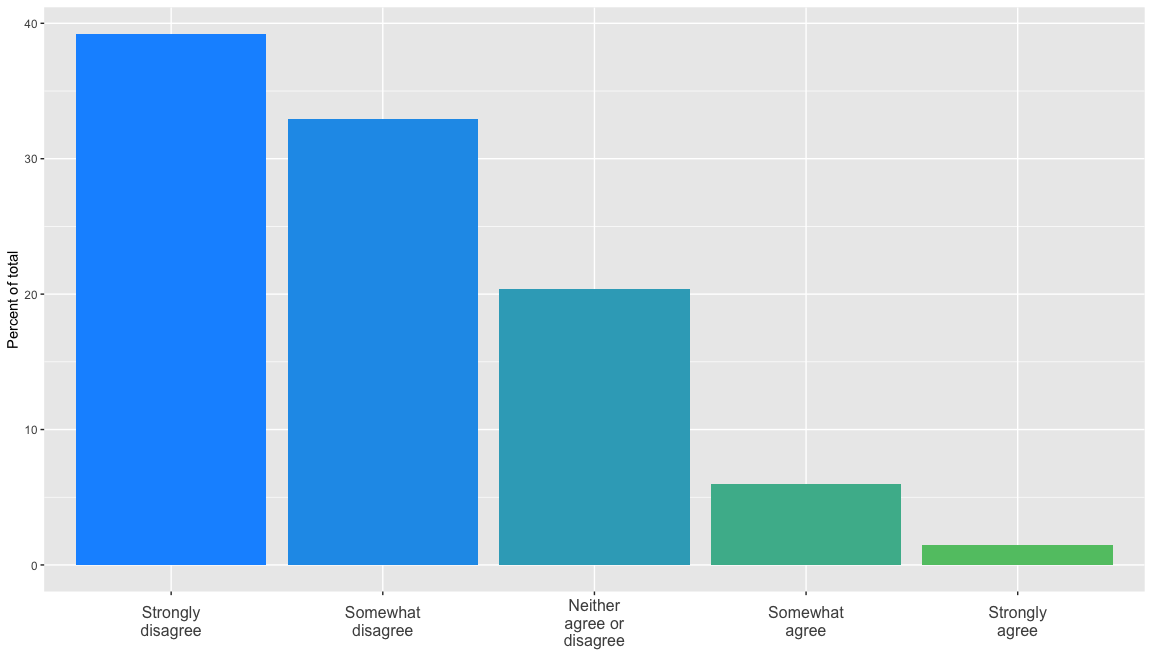 40
30
20
10
0
Percent of total
Strongly
disagree
Somewhat
disagree
Neither
agree or
disagree
Somewhat
agree
Strongly
agree